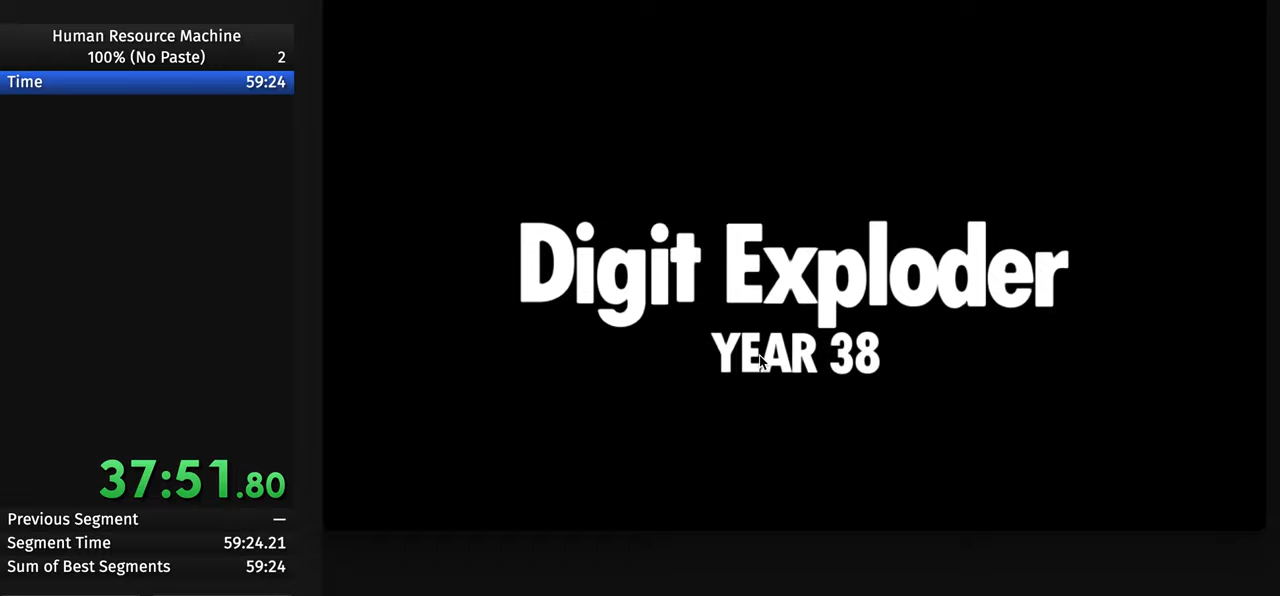 Human Resource Machine
100% (No Paste) 2
Time 59:24
Digit Exploder
YEAR 38
37:51.80
Previous Segment —
Segment Time 59:24.21
Sum of Best Segments 59:24